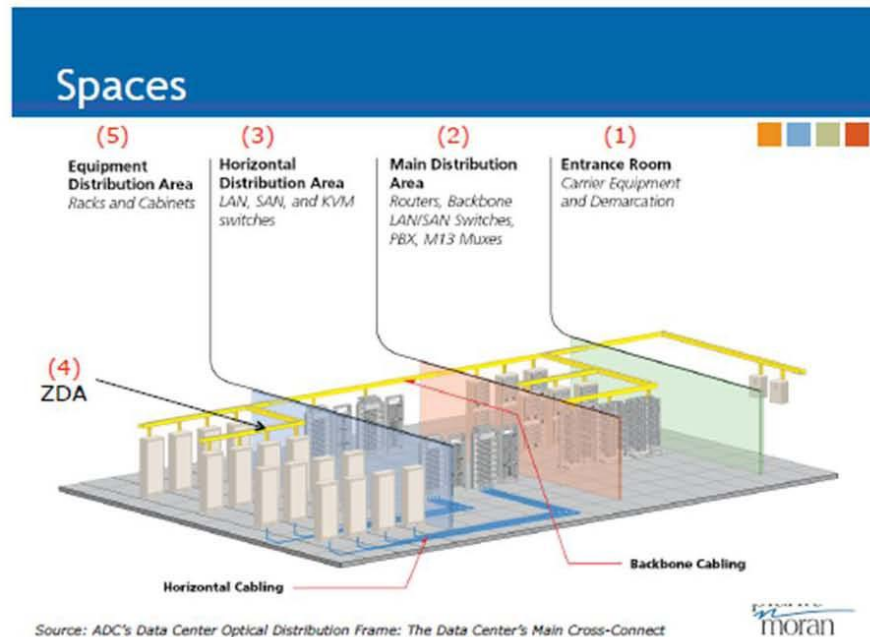 Spaces
(5)
Equipment
Distribution Area
Racks and Cabinets
(3)
Horizontal
Distribution Area
LAN, SAN, and KVM
switches
(2)
Main Distribution
Area
Routers, Backbone
LAN/SAN Switches,
PBX, M13 Muxes
(1)
Entrance Room
Carrier Equipment
and Demarcation
(4)
ZDA
Backbone Cabling
Horizontal Cabling
Source: ADC's Data Center Optical Distribution Frame: The Data Center's Main Cross-Connect
moran